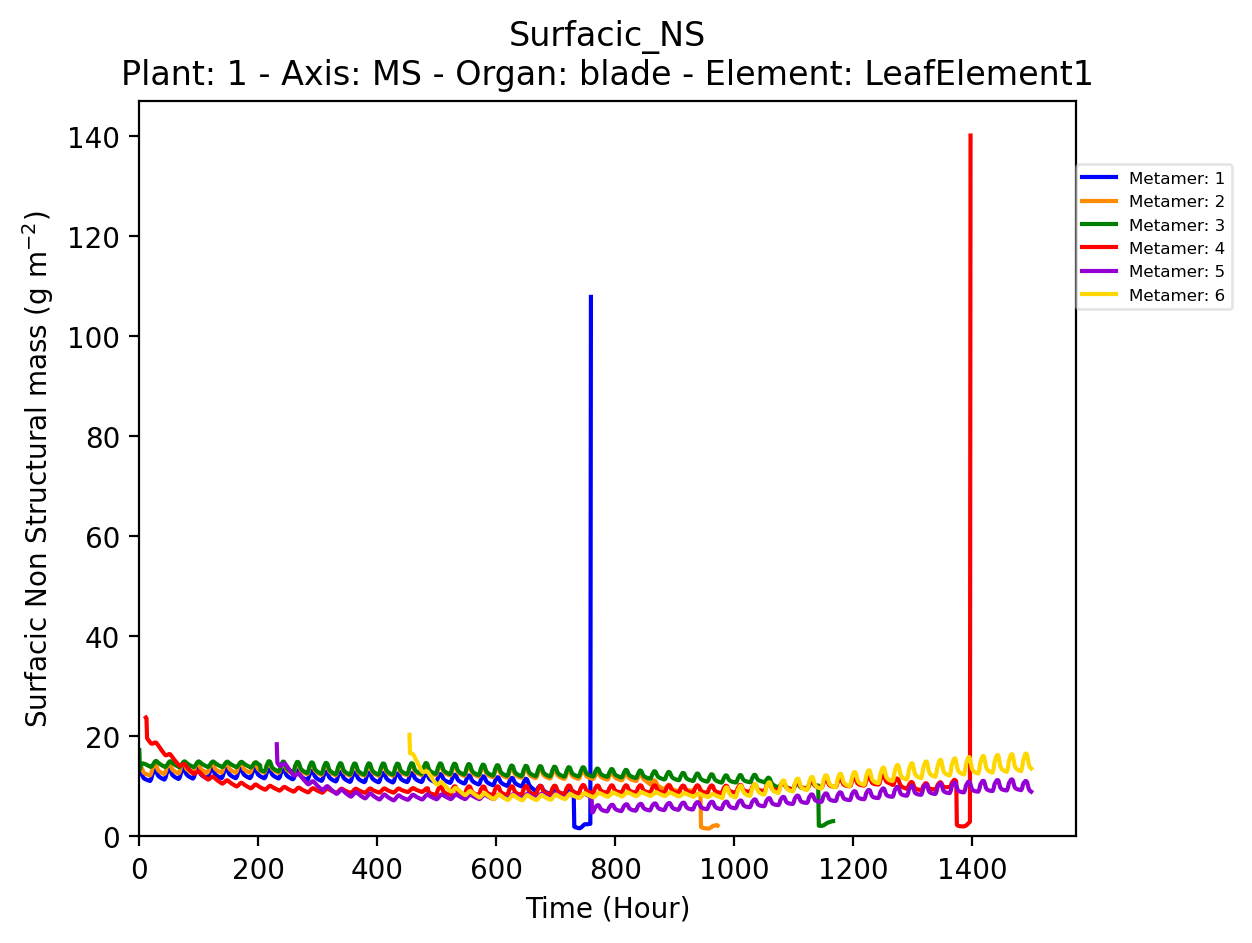 Surfacic_NS
Plant: 1 - Axis: MS - Organ: blade - Element: LeafElement1
Surfacic Non Structural mass (g m⁻²)
140
120
100
80
60
40
20
0
0 200 400 600 800 1000 1200 1400
Time (Hour)
Metamer: 1
Metamer: 2
Metamer: 3
Metamer: 4
Metamer: 5
Metamer: 6